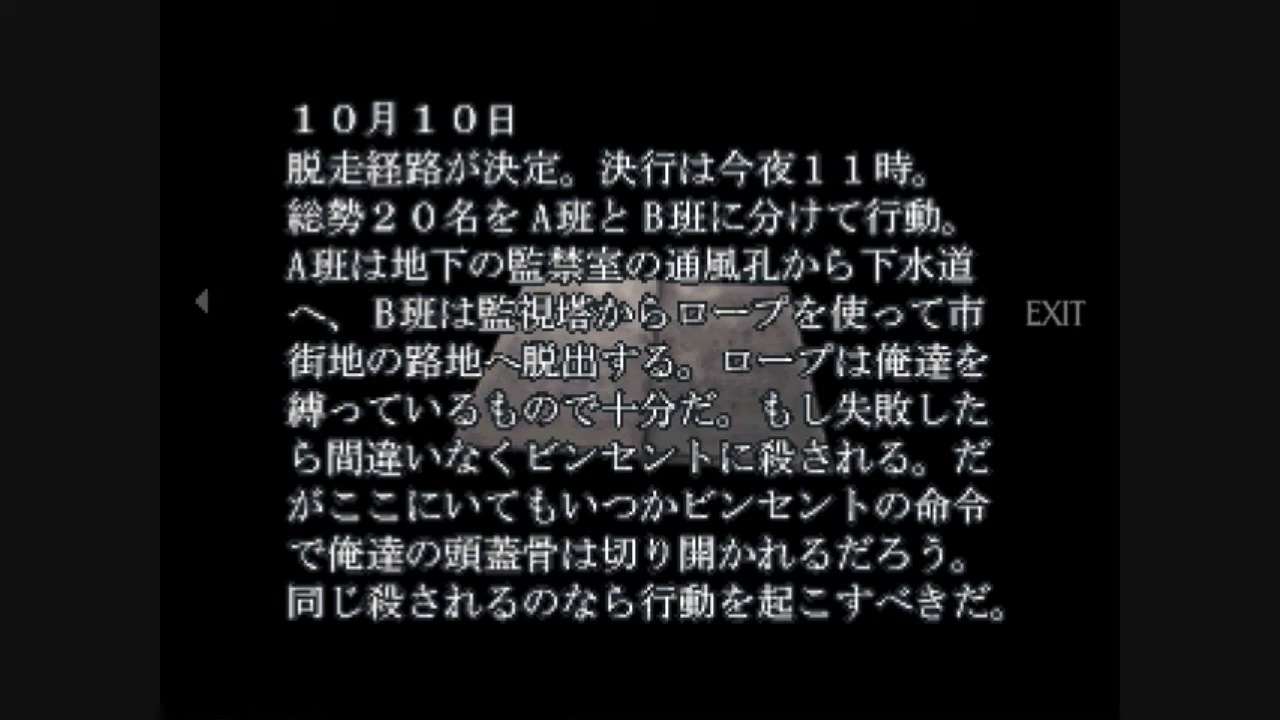 １０月１０日
脱走経路が決定。決行は今夜１１時。
総勢２０名をA班とB班に分けて行動。
A班は地下の監禁室の通風孔から下水道
へ、B班は監視塔からロープを使って市
街地の路地へ脱出する。ロープは俺達を
縛っているもので十分だ。もし失敗した
ら間違いなくビンセントに殺される。だ
がここにいてもいつかビンセントの命令
で俺達の頭蓋骨は切り開かれるだろう。
同じ殺されるのなら行動を起こすべきだ。
EXIT